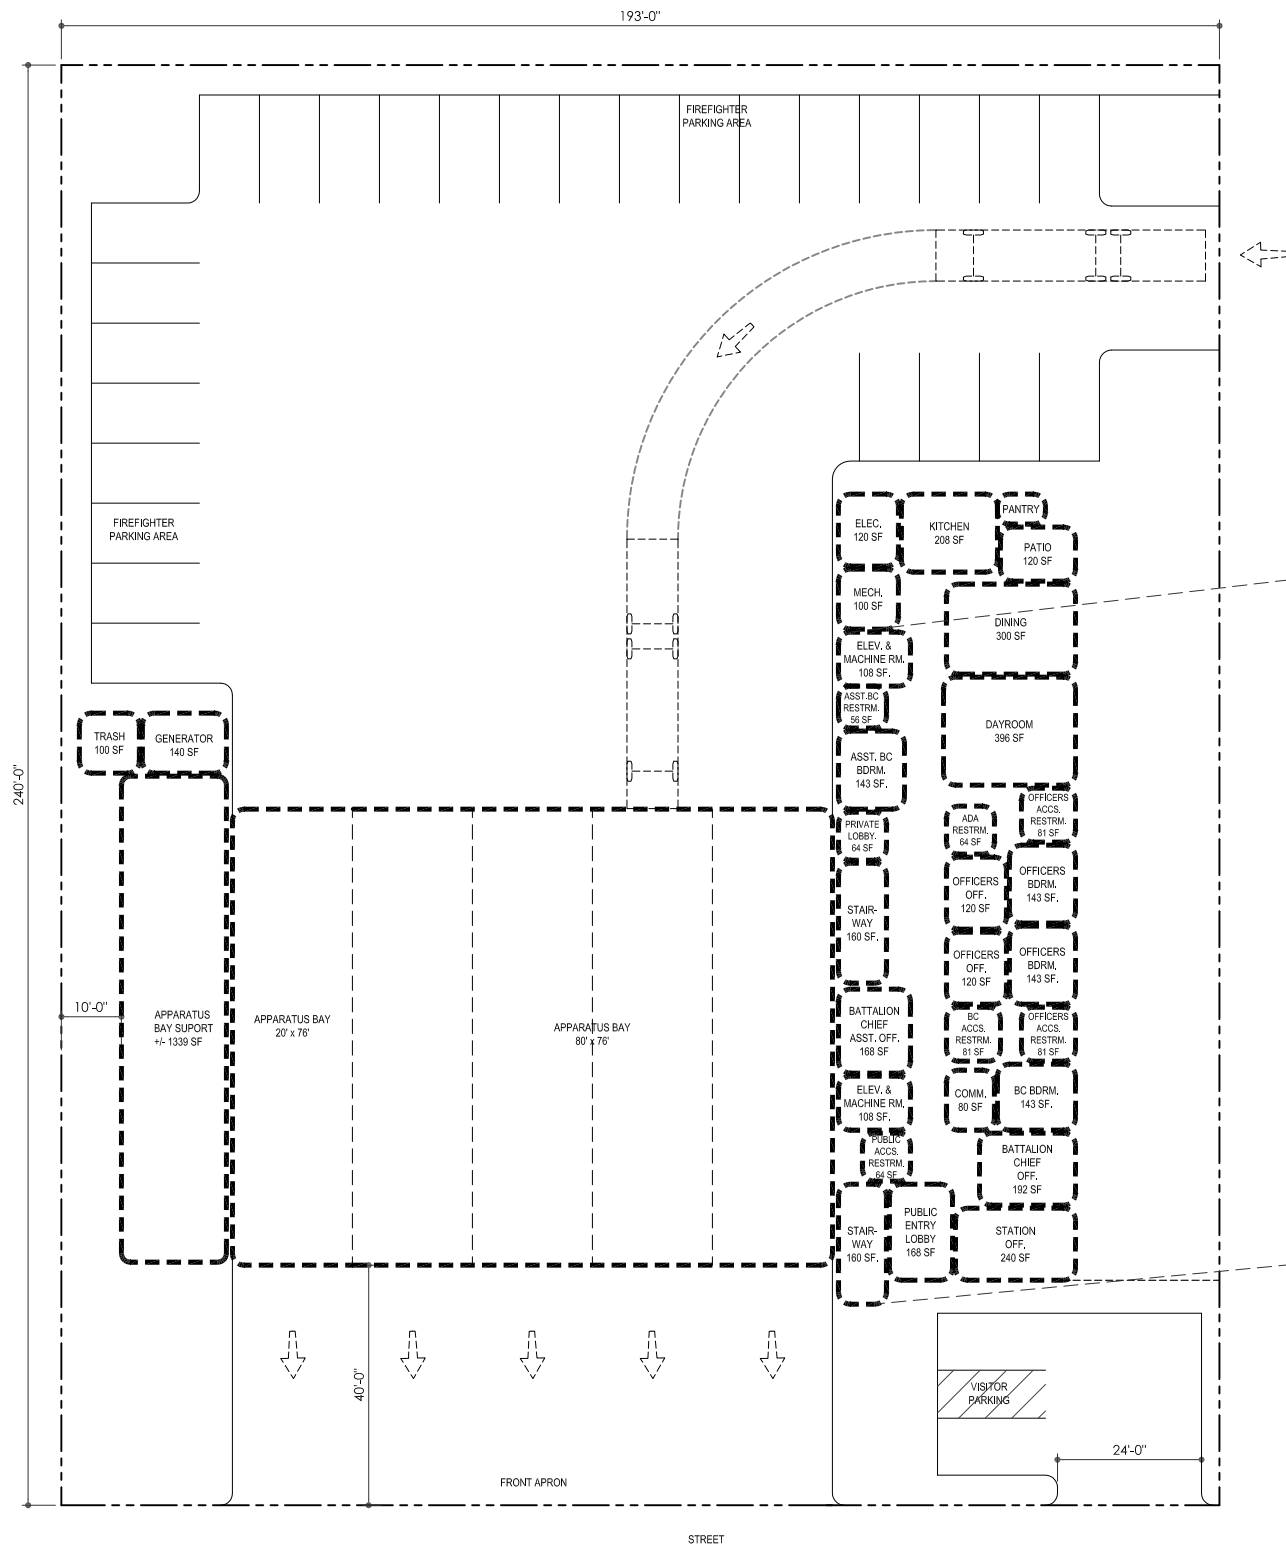 193'-0"
FIREFIGHTER
PARKING AREA
ELEC.
120 SF
KITCHEN
208 SF
PANTRY
PATIO
120 SF
FIREFIGHTER
PARKING AREA
MECH.
100 SF
DINING
300 SF
ELEV. &
MACHINE RM.
108 SF.
ASST.BC
RESTRM.
56 SF
TRASH
100 SF
GENERATOR
140 SF
DAYROOM
396 SF
ASST. BC
BDRM.
143 SF.
240'-0"
OFFICERS
ACCS.
RESTRM.
81 SF
PRIVATE
LOBBY.
64 SF
ADA
RESTRM.
64 SF
OFFICERS
OFF.
120 SF
OFFICERS
BDRM.
143 SF.
STAIR-
WAY
160 SF.
OFFICERS
OFF.
120 SF
OFFICERS
BDRM.
143 SF.
10'-0"
APPARATUS
BAY SUPORT
+/- 1339 SF
APPARATUS BAY
20' x 76'
APPARATUS BAY
80' x 76'
BATTALION
CHIEF
ASST. OFF.
168 SF
BC
ACCS.
RESTRM.
81 SF
OFFICERS
ACCS.
RESTRM.
81 SF
ELEV. &
MACHINE RM.
108 SF.
COMM.
80 SF
BC BDRM.
143 SF.
PUBLIC
ACCS.
RESTRM.
64 SF
BATTALION
CHIEF
OFF.
192 SF
STAIR-
WAY
160 SF.
PUBLIC
ENTRY
LOBBY
168 SF
STATION
OFF.
240 SF
40'-0"
VISITOR
PARKING
24'-0"
FRONT APRON
STREET